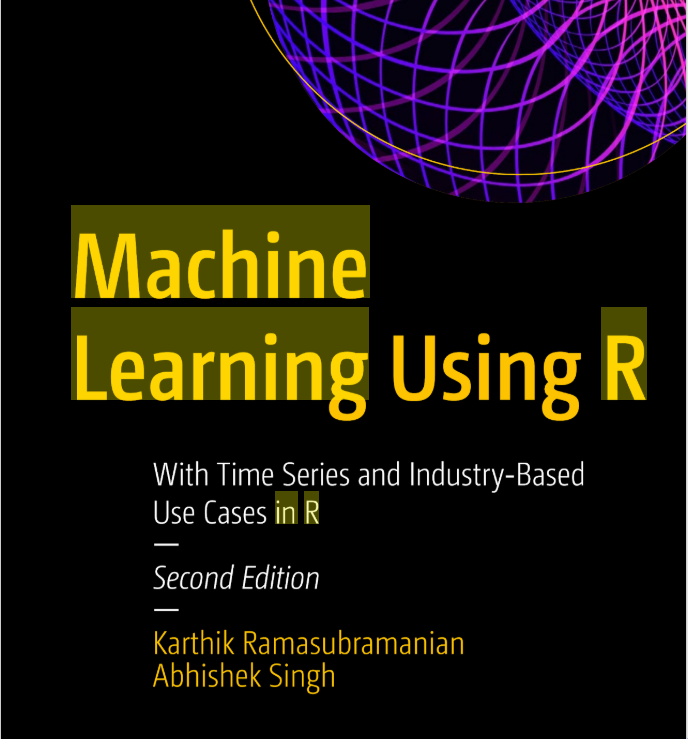 Machine
Learning Using R
With Time Series and Industry-Based
Use Cases in R
Second Edition
Karthik Ramasubramanian
Abhishek Singh